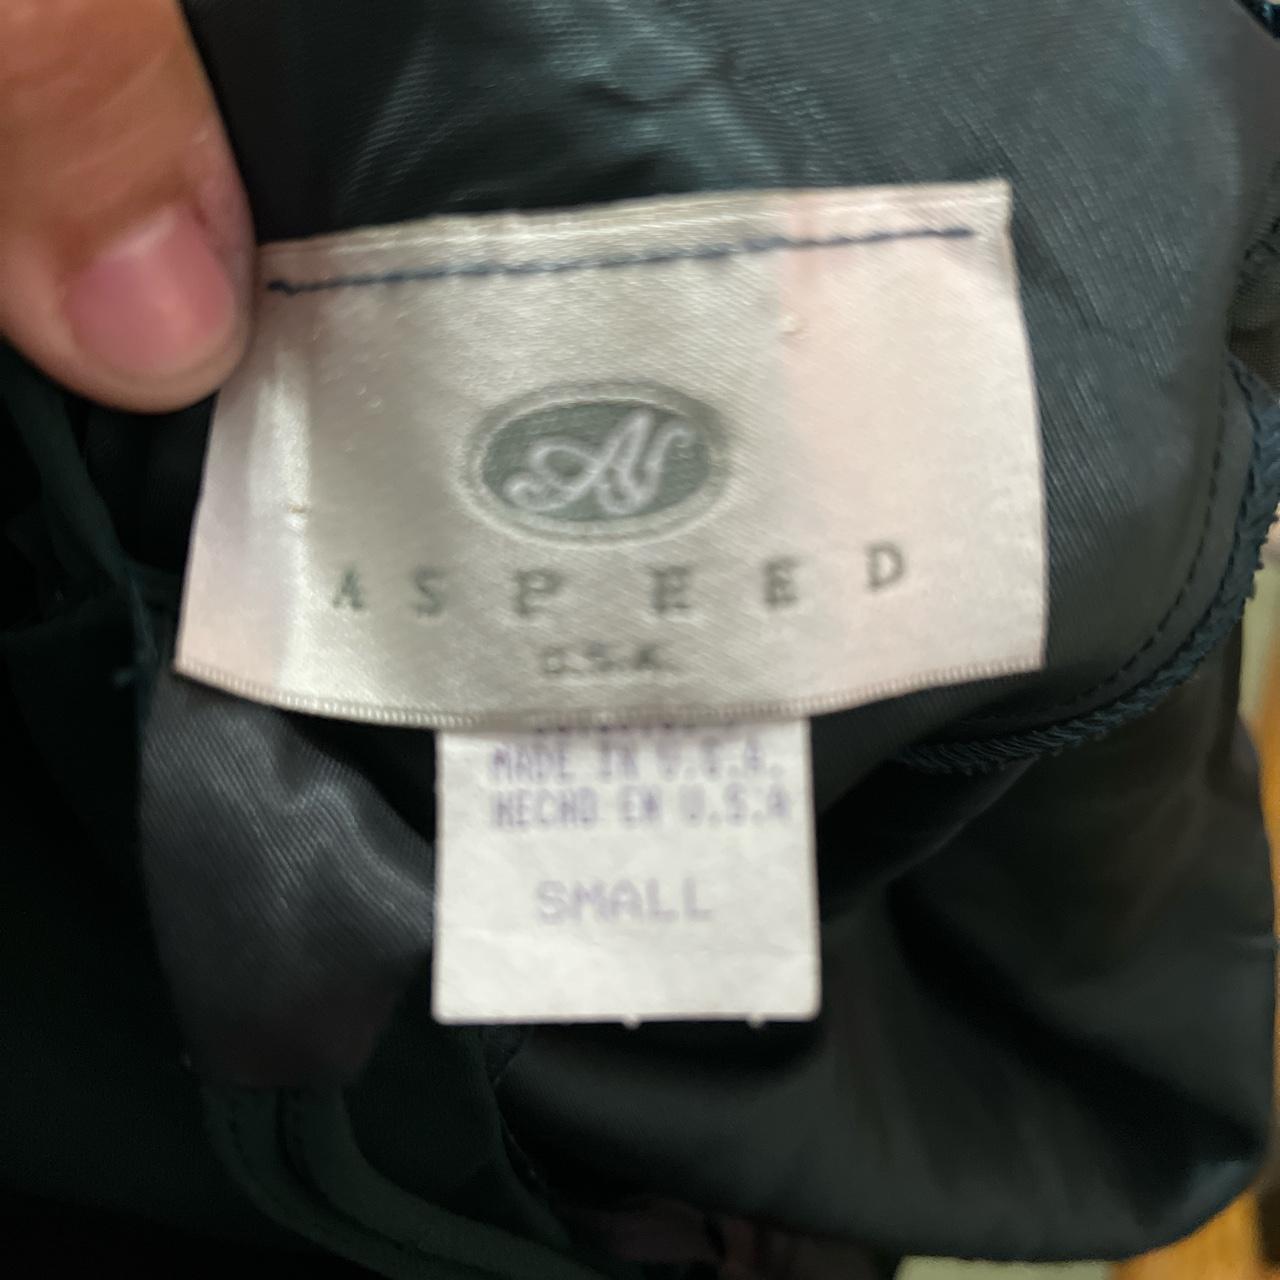 A
ASPEED
U.S.A.
MADE IN U.S.A.
HECHO EN U.S.A
SMALL